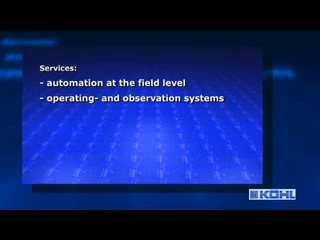 Services:
- automation at the field level
- operating- and observation systems
KOHL